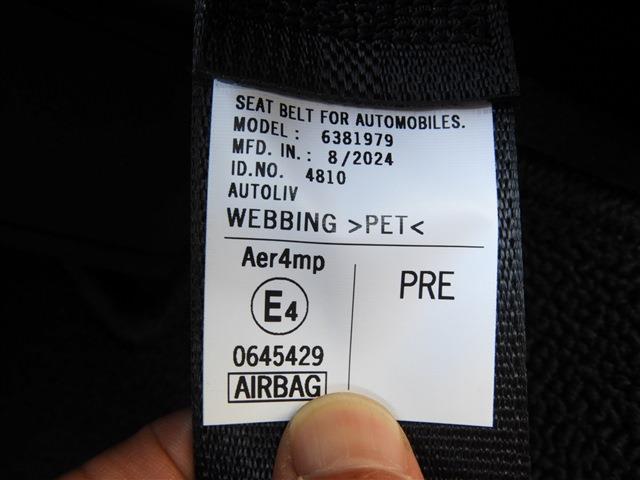 SEAT BELT FOR AUTOMOBILES.
MODEL : 6381979
MFD. IN.: 8/2024
ID.NO. 4810
AUTOLIV
WEBBING >PET<
Aer4mp
E4
0645429
AIRBAG
PRE